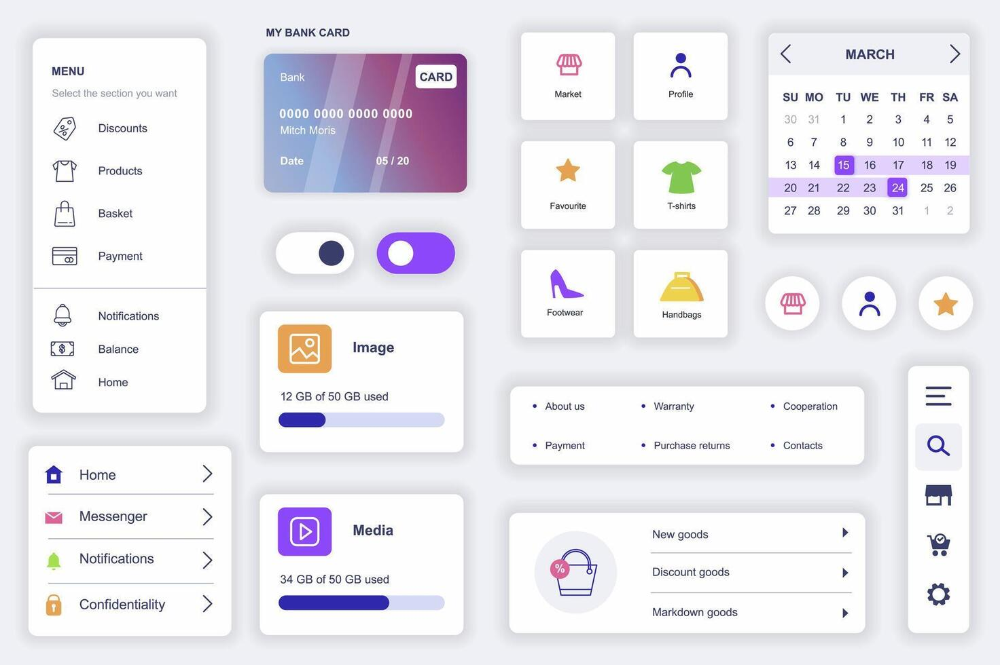 MENU
Select the section you want
Discounts
Products
Basket
Payment
Notifications
Balance
Home
Home
Messenger
Notifications
Confidentiality
MY BANK CARD
Bank
CARD
0000 0000 0000 0000
Mitch Moris
Date 05 / 20
Image
12 GB of 50 GB used
Media
34 GB of 50 GB used
Market
Profile
Favourite
T-shirts
Footwear
Handbags
MARCH
SU MO TU WE TH FR SA
30 31 1 2 3 4 5
6 7 8 9 10 11 12
13 14 15 16 17 18 19
20 21 22 23 24 25 26
27 28 29 30 31 1 2
• About us • Warranty • Cooperation
• Payment • Purchase returns • Contacts
%
New goods
Discount goods
Markdown goods